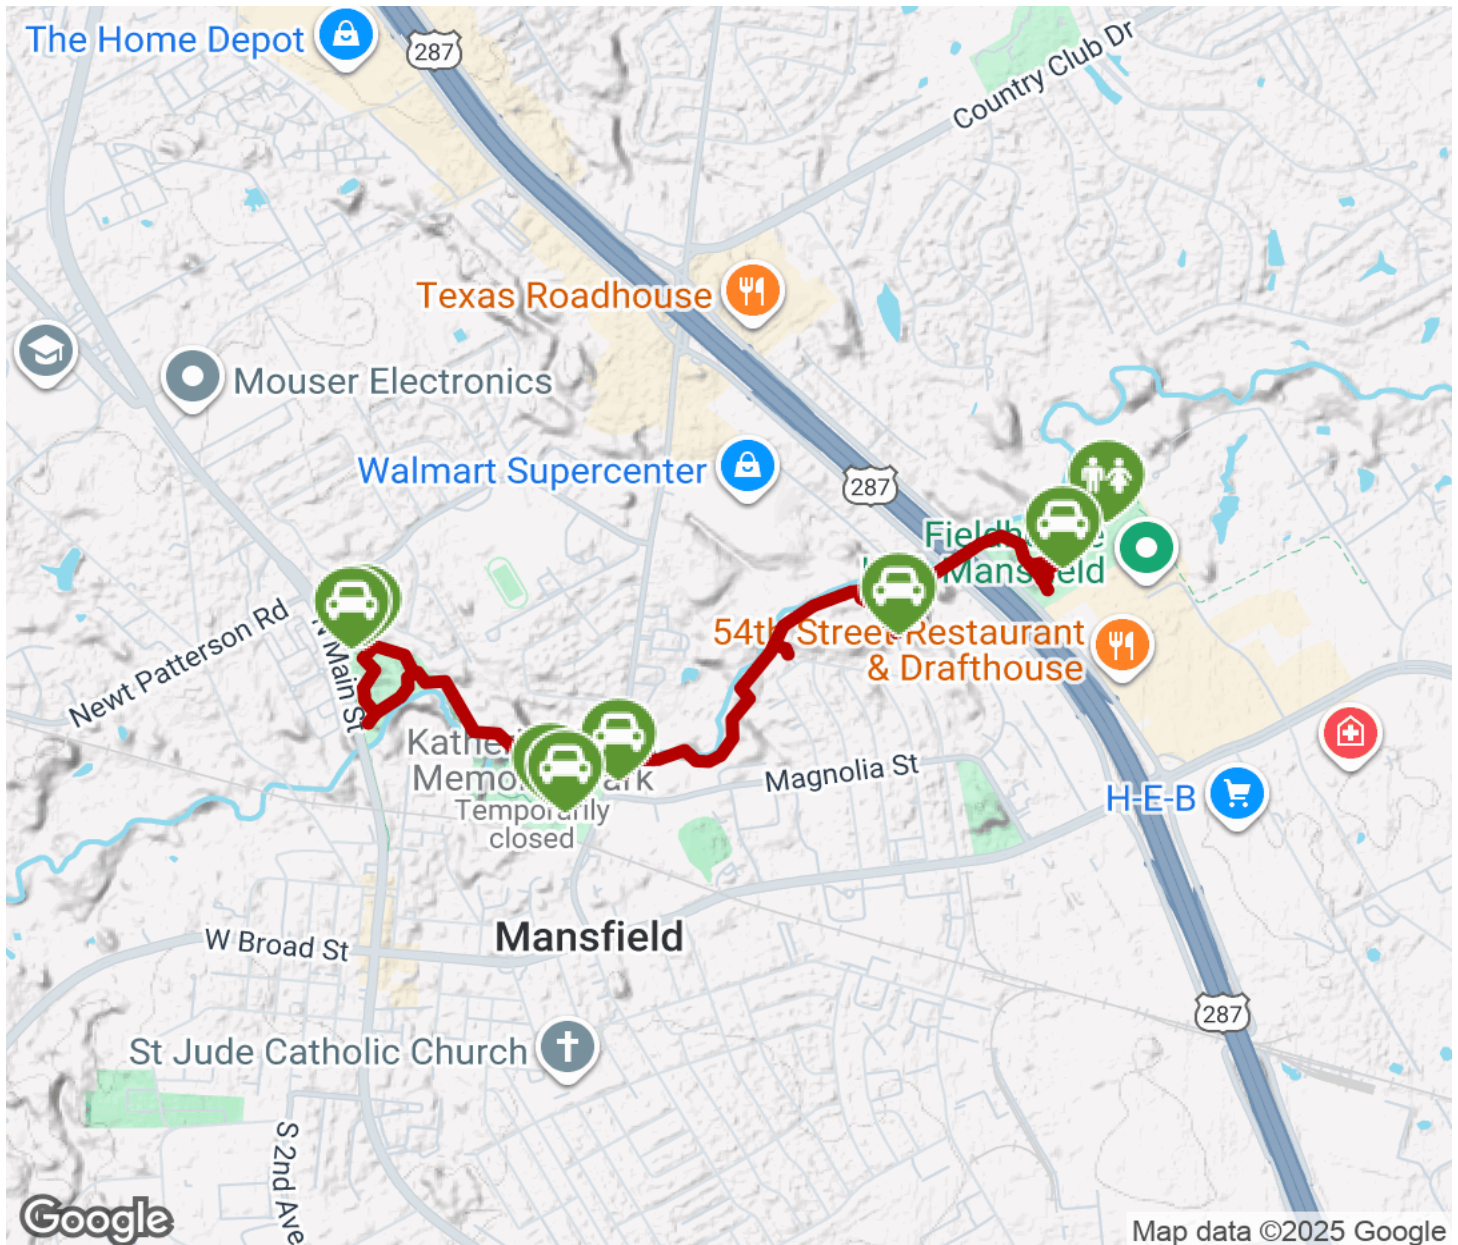 The Home Depot
287
Country Club Dr
Texas Roadhouse
Mouser Electronics
Walmart Supercenter
287
Mansfield
Newt Patterson Rd
N Main St
54th Street Restaurant
& Drafthouse
Temporarily
closed
Magnolia St
H-E-B
Mansfield
W Broad St
287
St Jude Catholic Church
S 2nd Ave
Google
Map data ©2025 Google